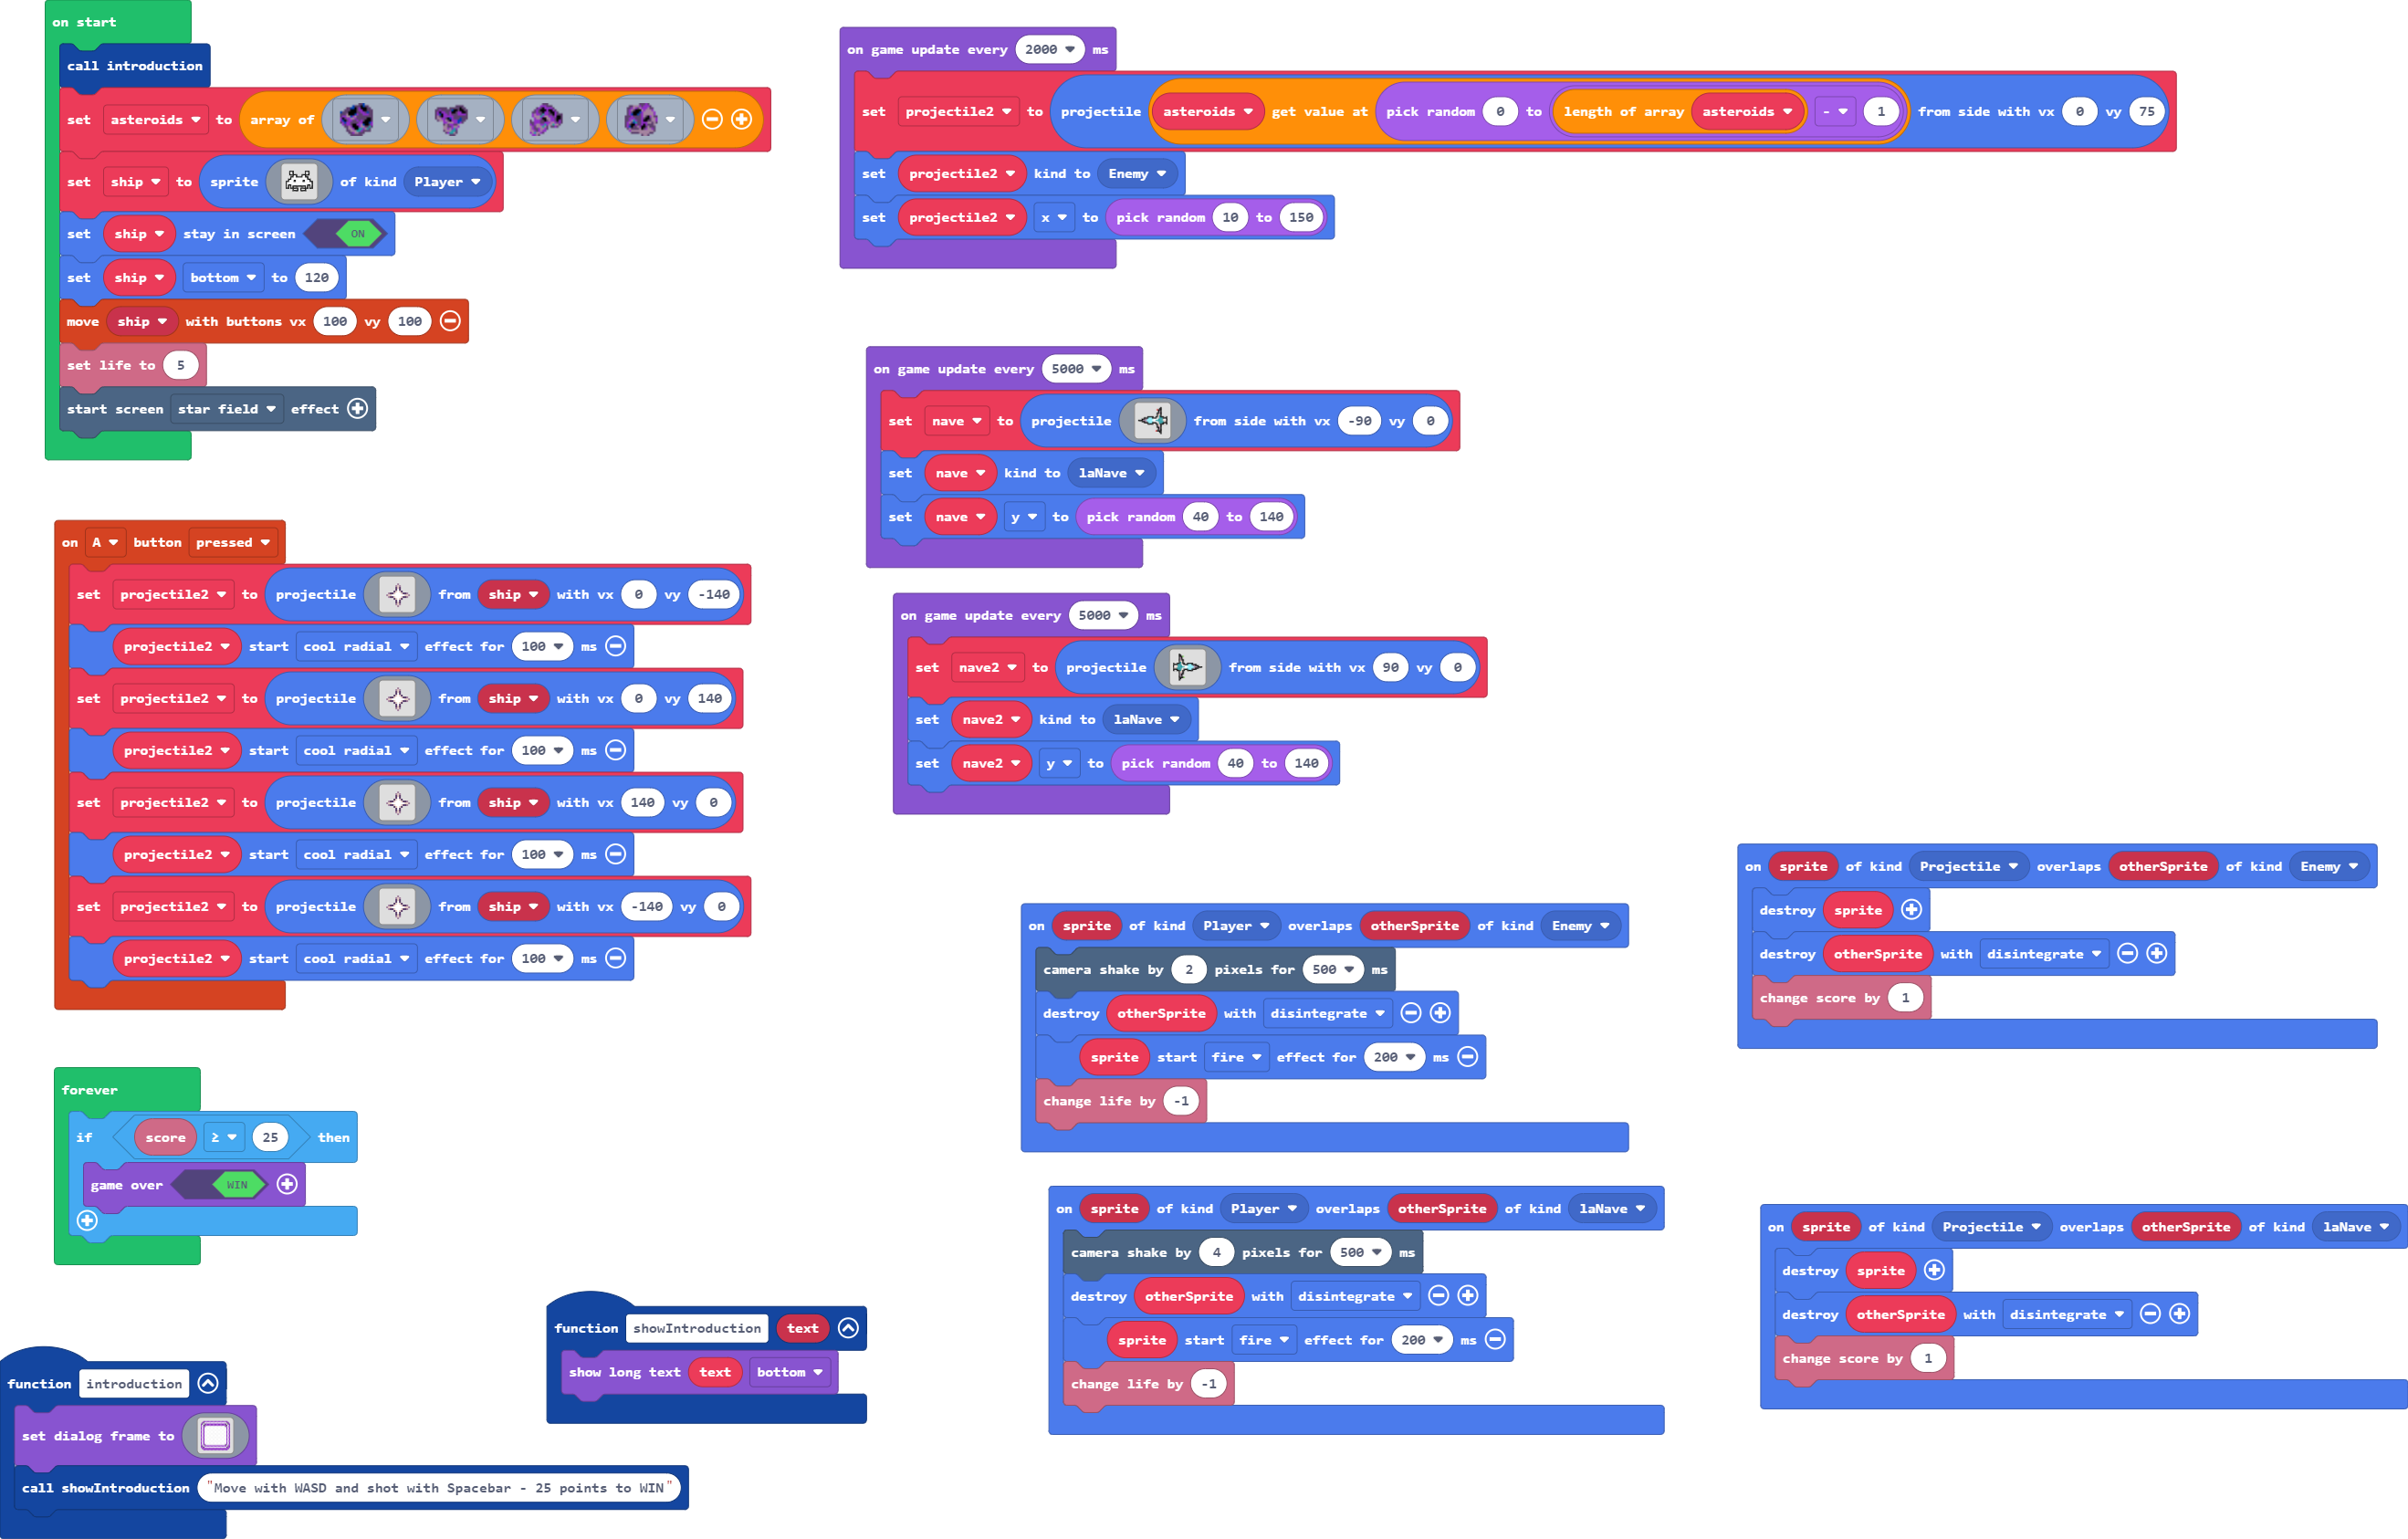 on start
call introduction
set asteroids to array of
set ship to sprite of kind Player
set ship stay in screen ON
set ship bottom to 120
move ship with buttons vx 100 vy 100
set life to 5
start screen star field effect
on A button pressed
set projectile2 to projectile from ship with vx 0 vy -140
projectile2 start cool radial effect for 100 ms
set projectile2 to projectile from ship with vx 0 vy 140
projectile2 start cool radial effect for 100 ms
set projectile2 to projectile from ship with vx 140 vy 0
projectile2 start cool radial effect for 100 ms
set projectile2 to projectile from ship with vx -140 vy 0
projectile2 start cool radial effect for 100 ms
forever
if score ≥ 25 then
game over WIN
function introduction
set dialog frame to
call showIntroduction "Move with WASD and shot with Spacebar - 25 points to WIN"
function showIntroduction text
show long text text bottom
on game update every 2000 ms
set projectile2 to projectile asteroids get value at pick random 0 to length of array asteroids - 1 from side with vx 0 vy 75
set projectile2 kind to Enemy
set projectile2 x to pick random 10 to 150
on game update every 5000 ms
set nave to projectile from side with vx -90 vy 0
set nave kind to laNave
set nave y to pick random 40 to 140
on game update every 5000 ms
set nave2 to projectile from side with vx 90 vy 0
set nave2 kind to laNave
set nave2 y to pick random 40 to 140
on sprite of kind Player overlaps otherSprite of kind Enemy
camera shake by 2 pixels for 500 ms
destroy otherSprite with disintegrate
sprite start fire effect for 200 ms
change life by -1
on sprite of kind Player overlaps otherSprite of kind laNave
camera shake by 4 pixels for 500 ms
destroy otherSprite with disintegrate
sprite start fire effect for 200 ms
change life by -1
on sprite of kind Projectile overlaps otherSprite of kind Enemy
destroy sprite
destroy otherSprite with disintegrate
change score by 1
on sprite of kind Projectile overlaps otherSprite of kind laNave
destroy sprite
destroy otherSprite with disintegrate
change score by 1